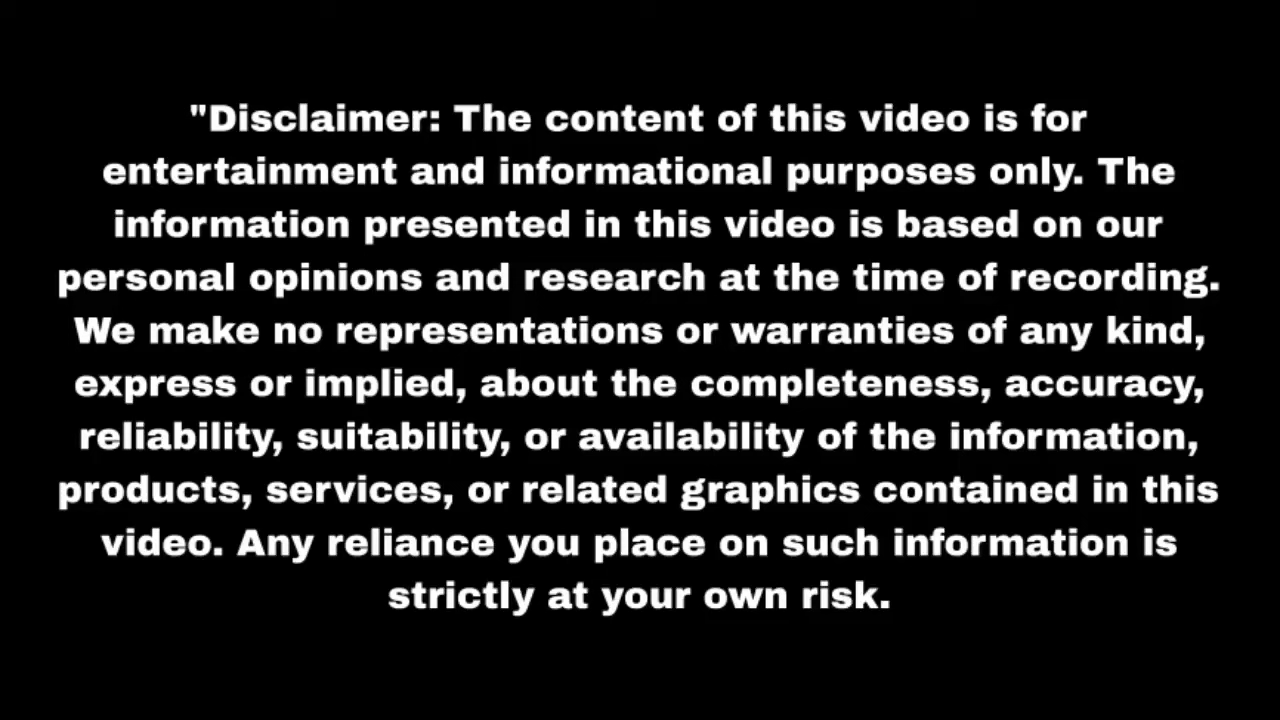 "Disclaimer: The content of this video is for
entertainment and informational purposes only. The
information presented in this video is based on our
personal opinions and research at the time of recording.
We make no representations or warranties of any kind,
express or implied, about the completeness, accuracy,
reliability, suitability, or availability of the information,
products, services, or related graphics contained in this
video. Any reliance you place on such information is
strictly at your own risk.